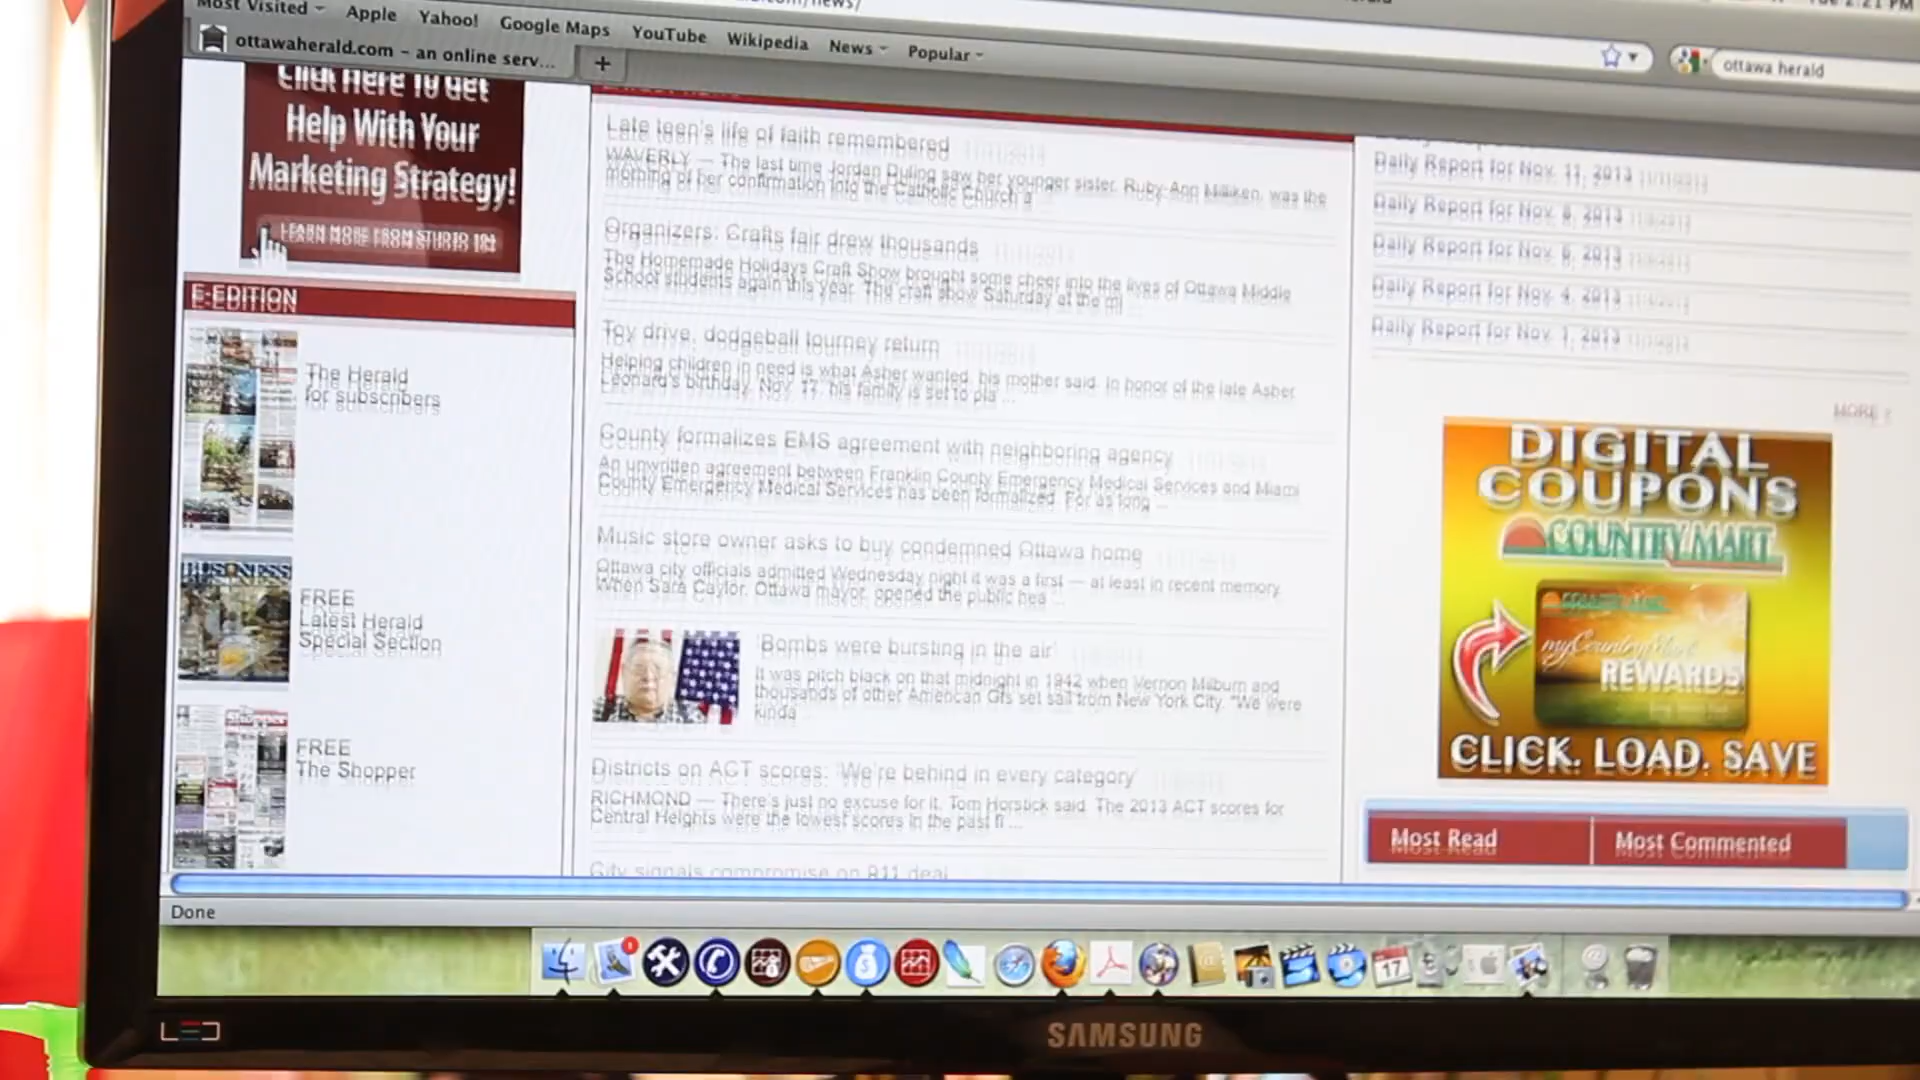 Most Visited
Apple
Yahoo!
Google Maps
YouTube
Wikipedia
News
Popular
ottawaherald.com – an online serv...
+
ottawa herald
Click Here To Get
Help With Your
Marketing Strategy!
LEARN MORE FROM STUDIO 104
E-EDITION
The Herald
for subscribers
BUSINESS
FREE
Latest Herald
Special Section
Shopper
FREE
The Shopper
Late teen's life of faith remembered
WAVERLY — The last time Jordan Duling saw her younger sister, Ruby Ann Milliken, was the
morning of her confirmation into the Catholic Church a
Organizers: Crafts fair drew thousands
The Homemade Holidays Craft Show brought some cheer into the lives of Ottawa Middle
School students again this year. The craft show Saturday at the mi
Toy drive, dodgeball tourney return
Helping children in need is what Asher wanted, his mother said. In honor of the late Asher
Leonard's birthday, Nov. 17, his family is set to pla ...
County formalizes EMS agreement with neighboring agency
An unwritten agreement between Franklin County Emergency Medical Services and Miami
County Emergency Medical Services has been formalized. For as long ...
Music store owner asks to buy condemned Ottawa home
Ottawa city officials admitted Wednesday night it was a first — at least in recent memory.
When Sara Caylor, Ottawa mayor, opened the public hea ...
'Bombs were bursting in the air'
It was pitch black on that midnight in 1942 when Vernon Milburn and
thousands of other American GIs set sail from New York City. "We were
kinda ...
Districts on ACT scores: 'We're behind in every category'
RICHMOND — There's just no excuse for it, Tom Horstick said. The 2013 ACT scores for
Central Heights were the lowest scores in the past fi ...
City signals compromise on 911 deal
Daily Report for Nov. 11, 2013
Daily Report for Nov. 8, 2013
Daily Report for Nov. 6, 2013
Daily Report for Nov. 4, 2013
Daily Report for Nov. 1, 2013
MORE
DIGITAL
COUPONS
COUNTRY MART
COUNTRY MART
myCountryMart
REWARDS
CLICK. LOAD. SAVE
Most Read
Most Commented
Done
17
LED
SAMSUNG